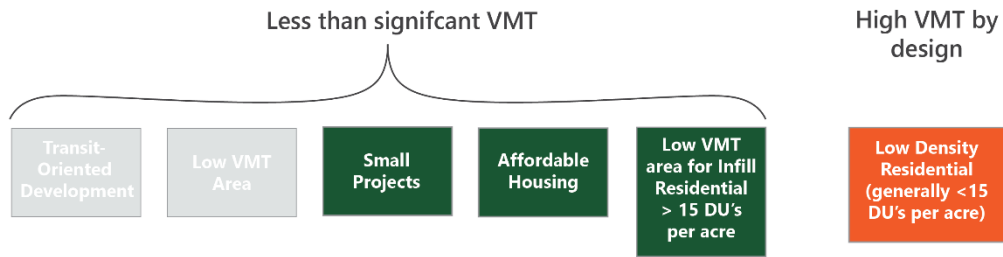 Less than signifcant VMT
High VMT by
design
Transit-
Oriented
Development
Low VMT
Area
Small
Projects
Affordable
Housing
Low VMT
area for Infill
Residential
> 15 DU's
per acre
Low Density
Residential
(generally <15
DU's per acre)